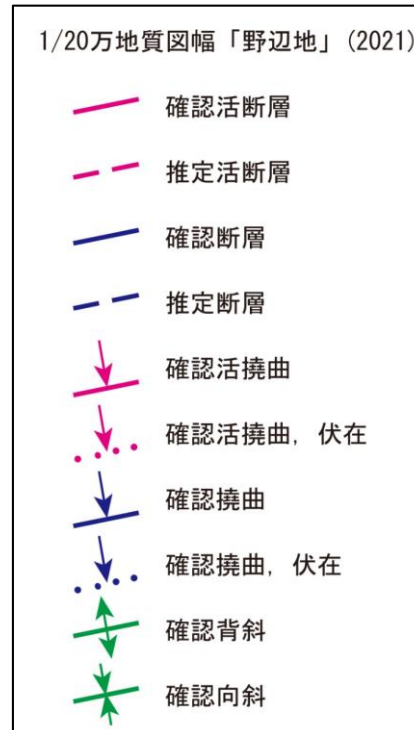 1/20万地質図幅「野辺地」(2021)
確認活断層
推定活断層
確認断層
推定断層
確認活撓曲
確認活撓曲，伏在
確認撓曲
確認撓曲，伏在
確認背斜
確認向斜